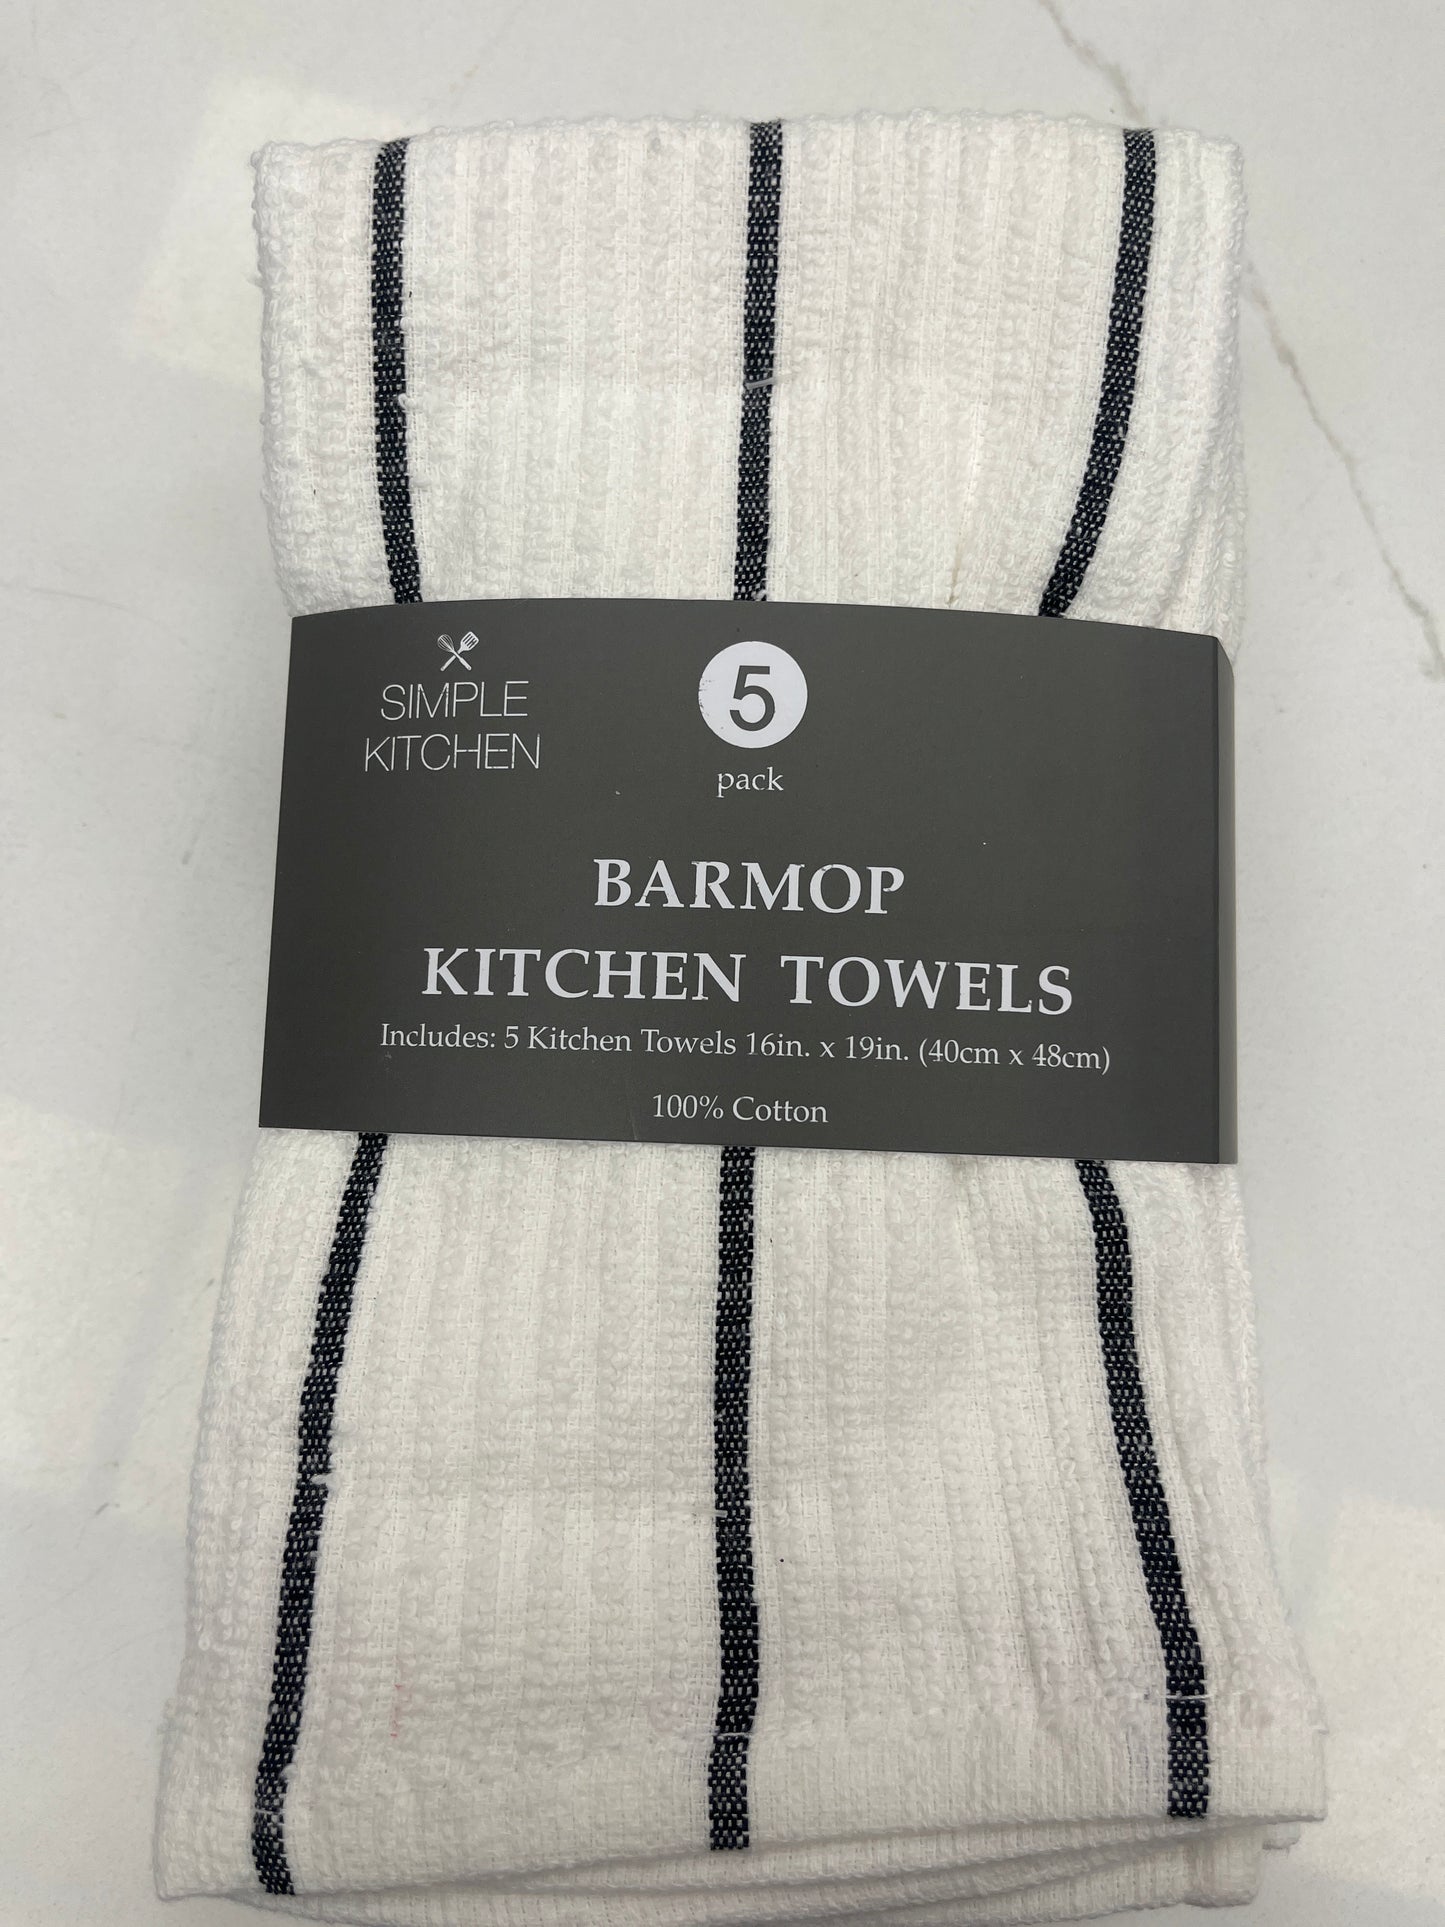 SIMPLE
KITCHEN
5
pack
BARMOP
KITCHEN TOWELS
Includes: 5 Kitchen Towels 16in. x 19in. (40cm x 48cm)
100% Cotton